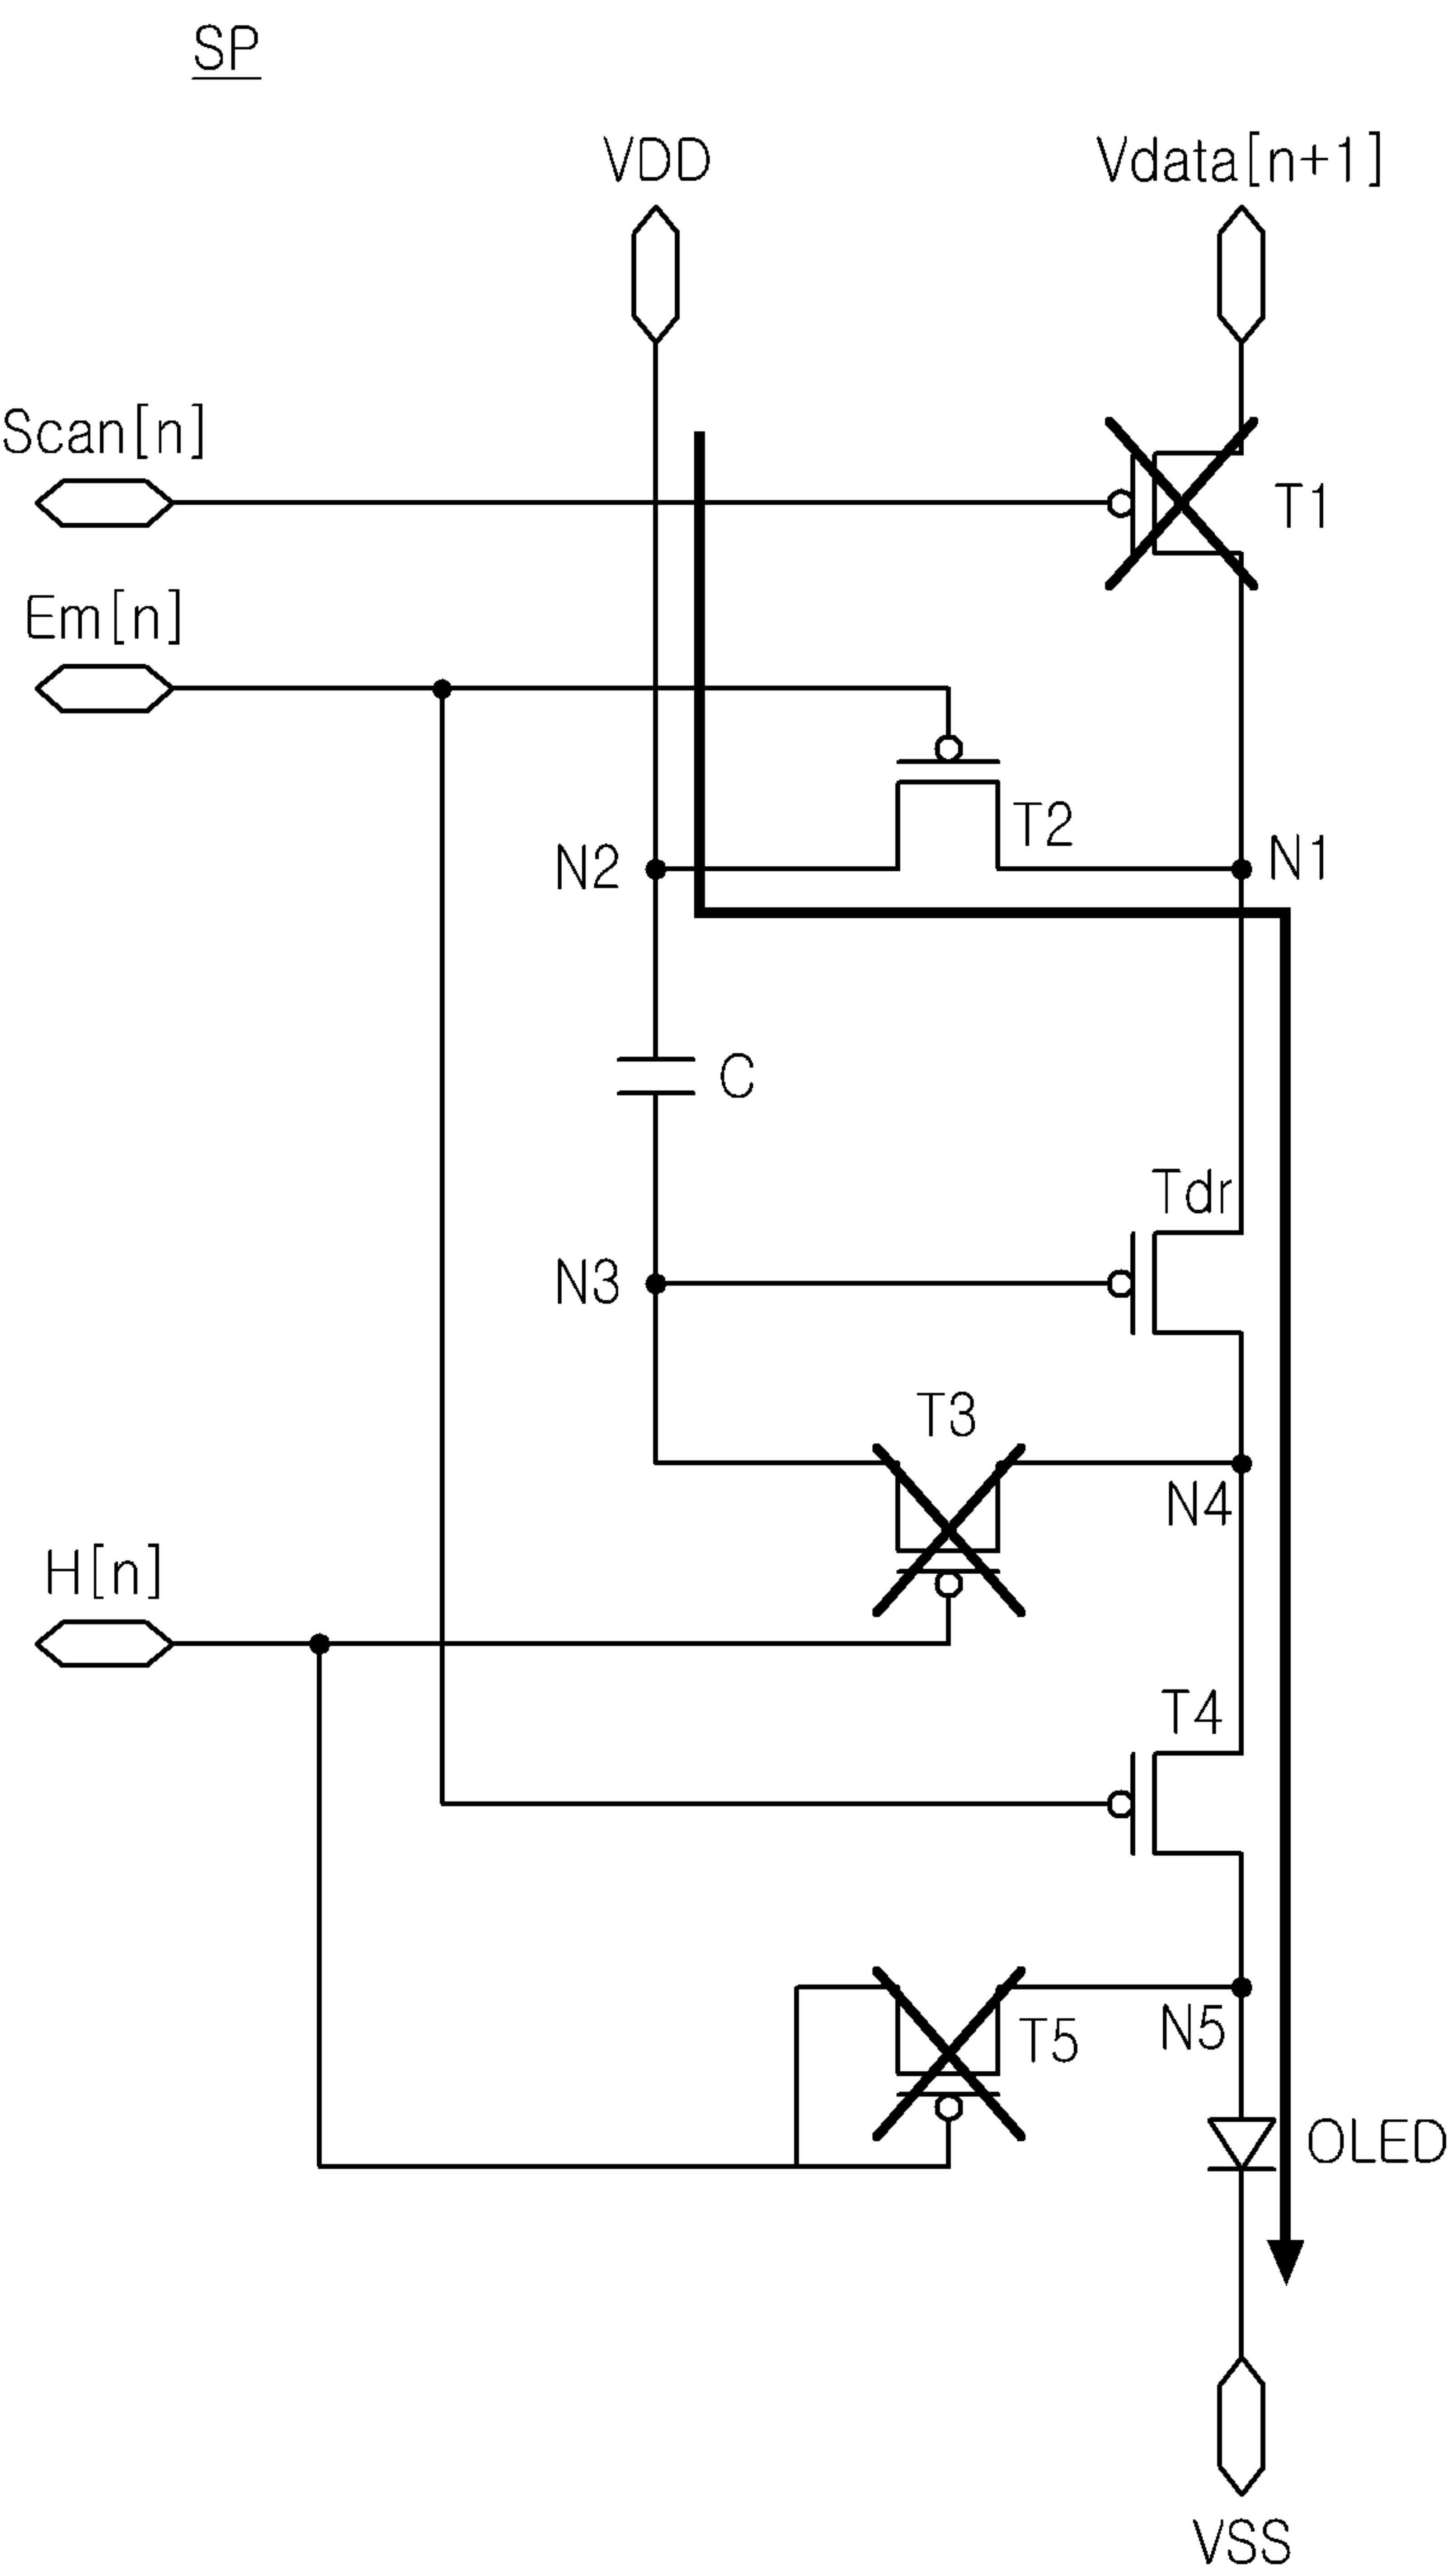 SP
VDD
Vdata[n+1]
Scan[n]
T1
Em[n]
T2
N2
N1
C
Tdr
N3
T3
N4
H[n]
T4
T5
N5
OLED
VSS